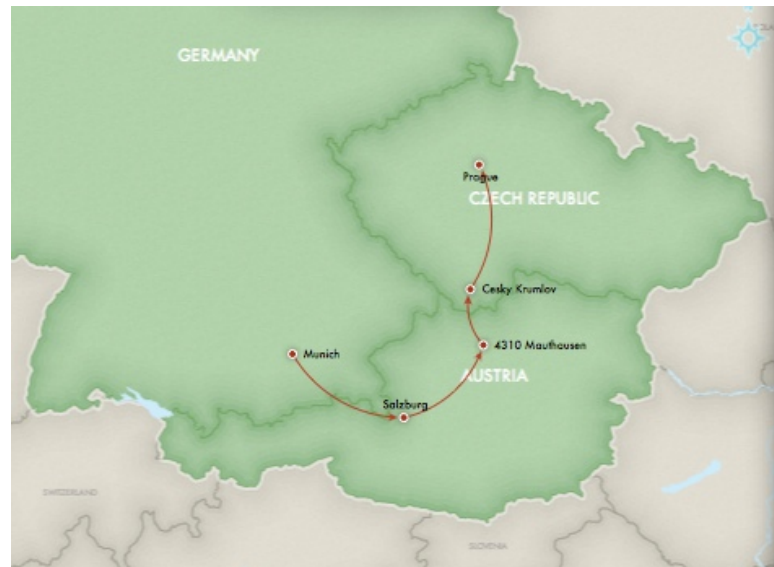 GERMANY
Prague
CZECH REPUBLIC
Cesky Krumlov
4310 Mauthausen
Munich
AUSTRIA
Salzburg
SWITZERLAND
SLOVENIA